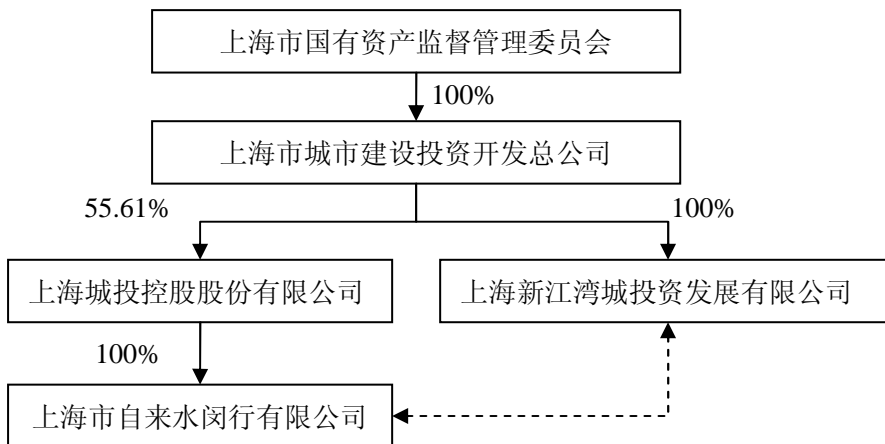 上海市国有资产监督管理委员会
100%
上海市城市建设投资开发总公司
55.61%
100%
上海城投控股股份有限公司
上海新江湾城投资发展有限公司
100%
上海市自来水闵行有限公司